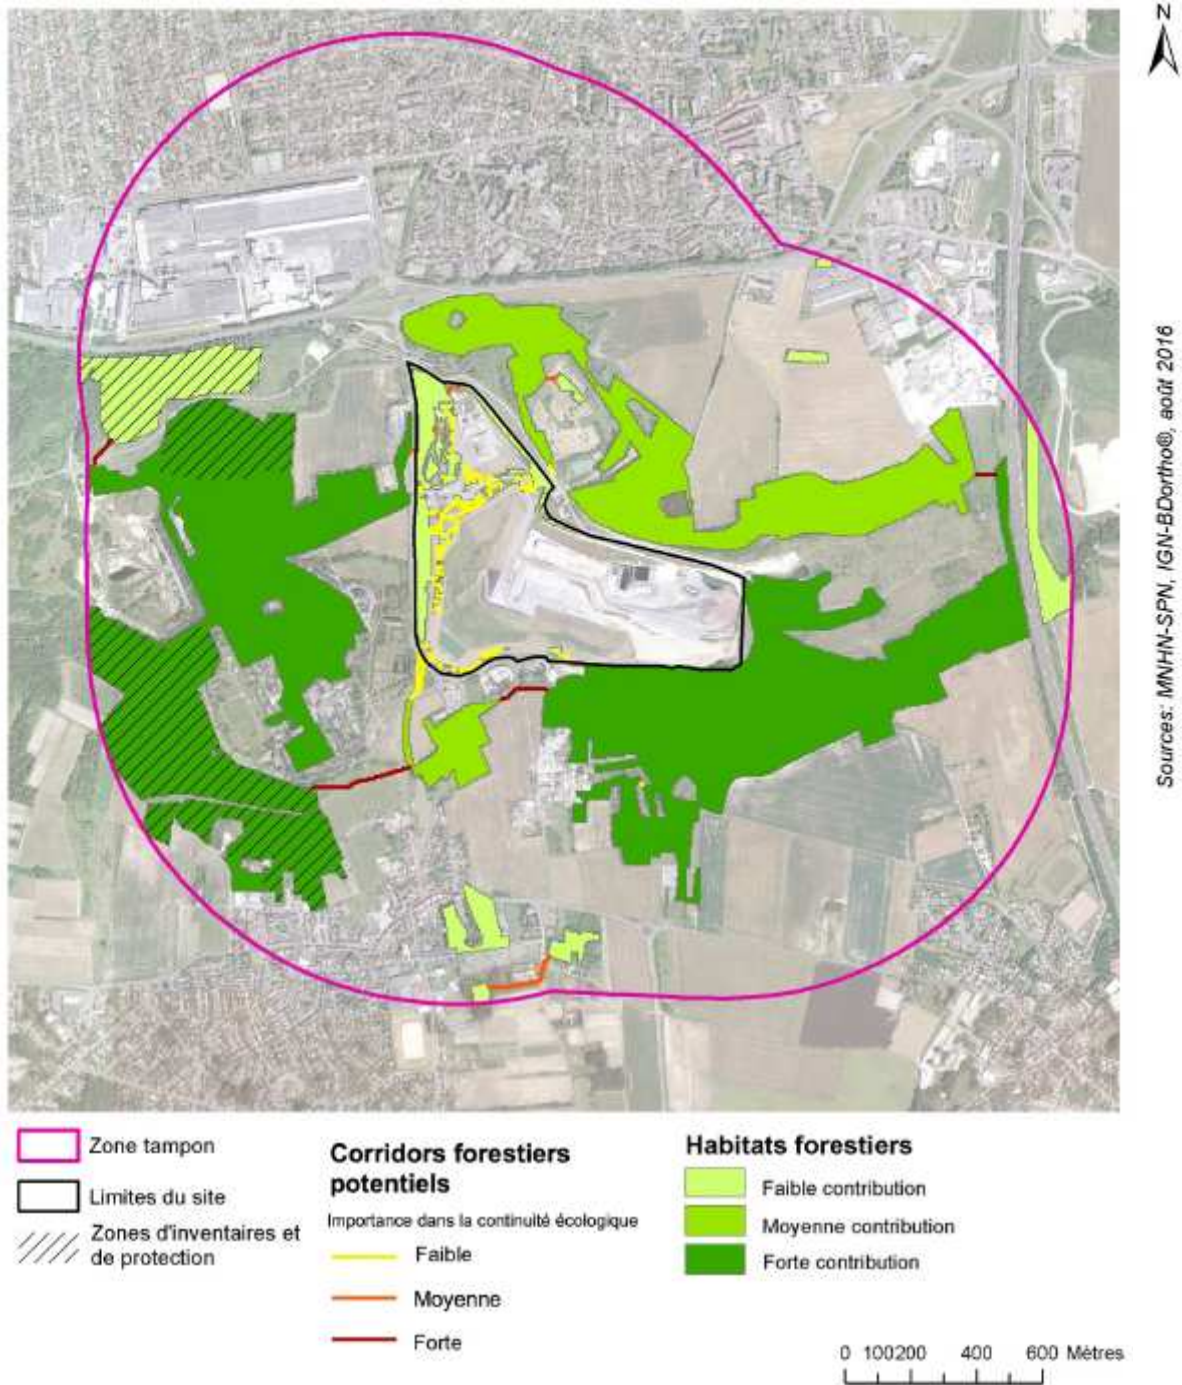 N
Sources: MNHN-SPN, IGN-BDortho®, août 2016
Zone tampon
Limites du site
Zones d'inventaires et
de protection
Corridors forestiers
potentiels
Importance dans la continuité écologique
Faible
Moyenne
Forte
Habitats forestiers
Faible contribution
Moyenne contribution
Forte contribution
0 100200 400 600 Mètres